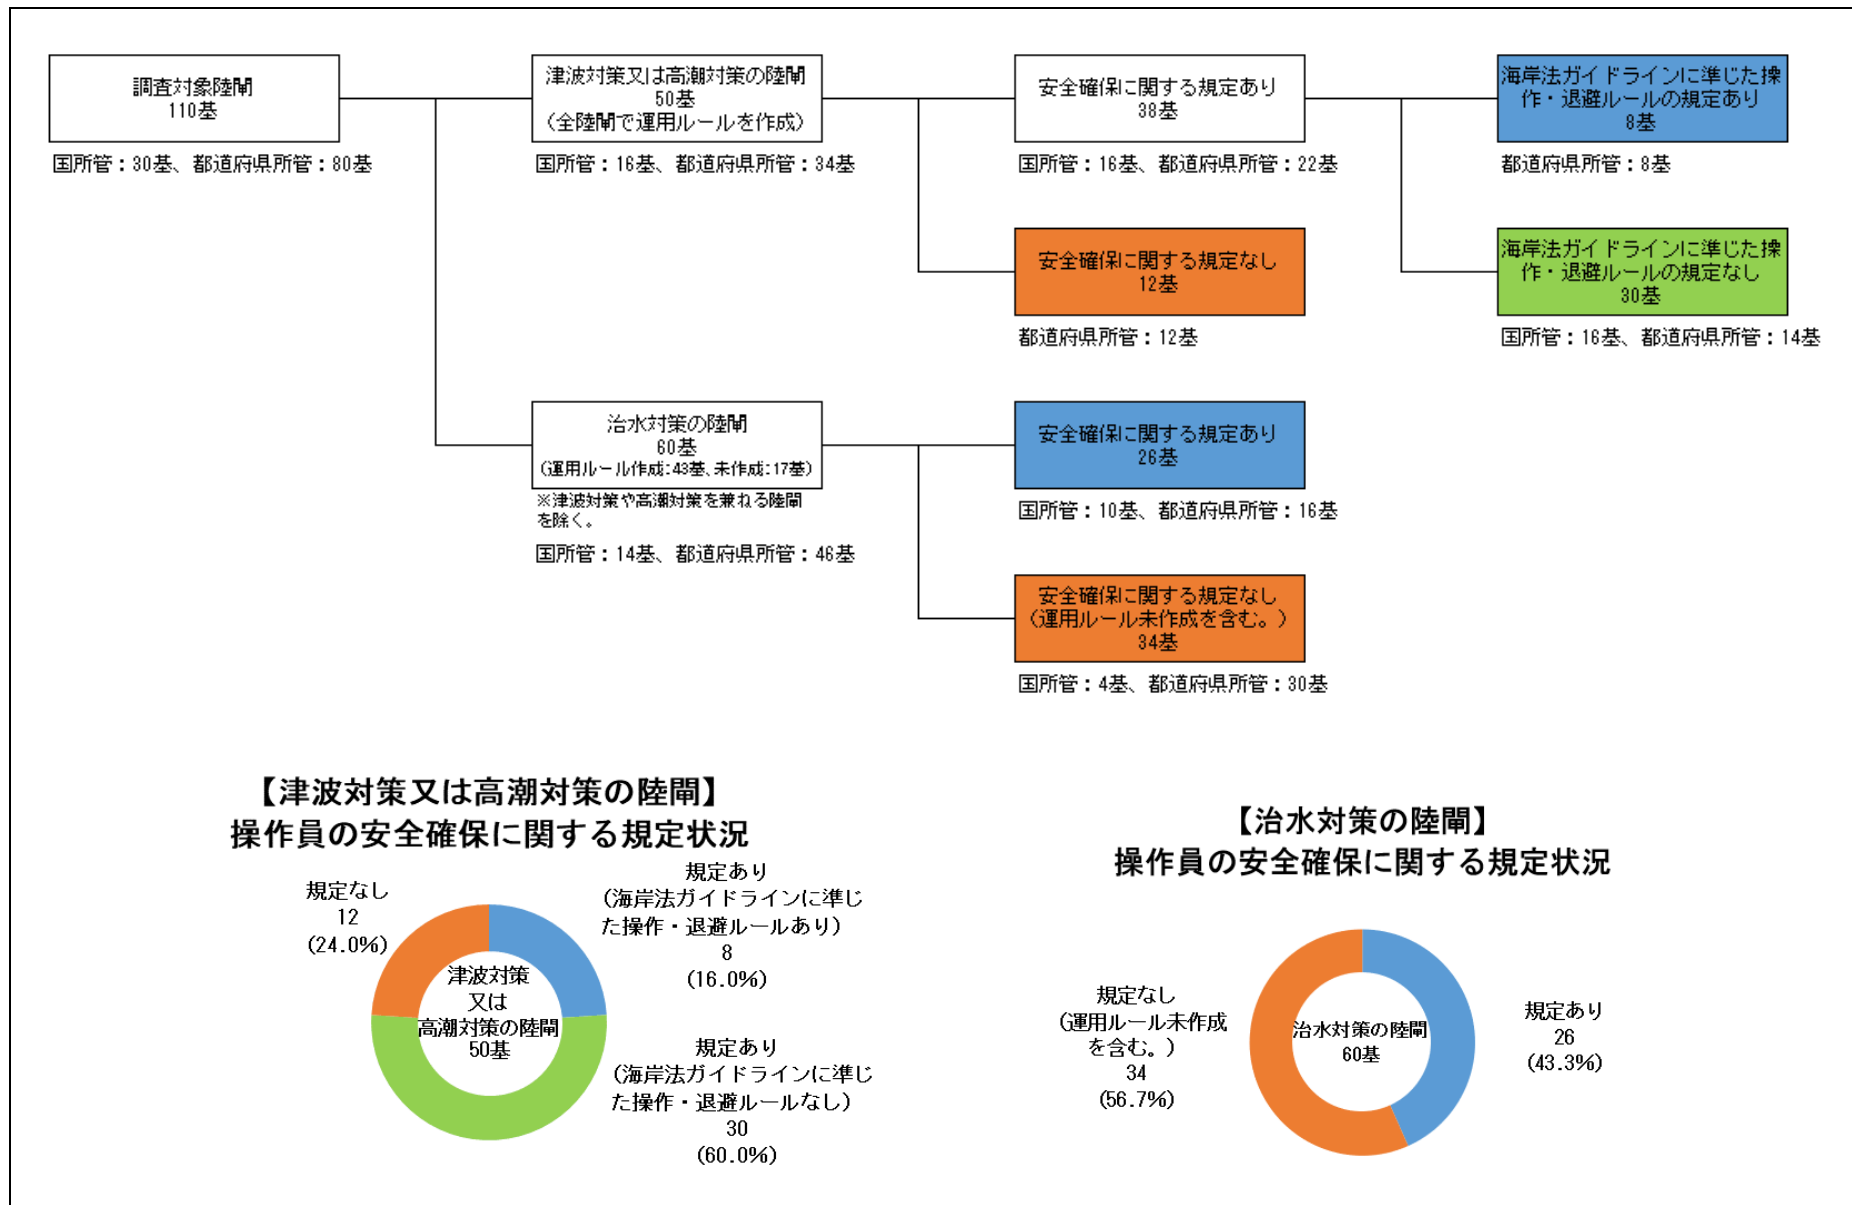 調査対象陸閘
110基
国所管：30基、都道府県所管：80基
津波対策又は高潮対策の陸閘
50基
（全陸閘で運用ルールを作成）
国所管：16基、都道府県所管：34基
安全確保に関する規定あり
38基
国所管：16基、都道府県所管：22基
海岸法ガイドラインに準じた操
作・退避ルールの規定あり
8基
都道府県所管：8基
安全確保に関する規定なし
12基
都道府県所管：12基
海岸法ガイドラインに準じた操
作・退避ルールの規定なし
30基
国所管：16基、都道府県所管：14基
治水対策の陸閘
60基
（運用ルール作成:43基、未作成:17基）
※津波対策や高潮対策を兼ねる陸閘
を除く。
国所管：14基、都道府県所管：46基
安全確保に関する規定あり
26基
国所管：10基、都道府県所管：16基
安全確保に関する規定なし
（運用ルール未作成を含む。）
34基
国所管：4基、都道府県所管：30基
【津波対策又は高潮対策の陸閘】
操作員の安全確保に関する規定状況
規定なし
12
(24.0%)
規定あり
（海岸法ガイドラインに準じ
た操作・退避ルールあり）
8
(16.0%)
津波対策
又は
高潮対策の陸閘
50基
規定あり
（海岸法ガイドラインに準じ
た操作・退避ルールなし）
30
(60.0%)
【治水対策の陸閘】
操作員の安全確保に関する規定状況
規定なし
（運用ルール未作成
を含む。）
34
(56.7%)
治水対策の陸閘
60基
規定あり
26
(43.3%)